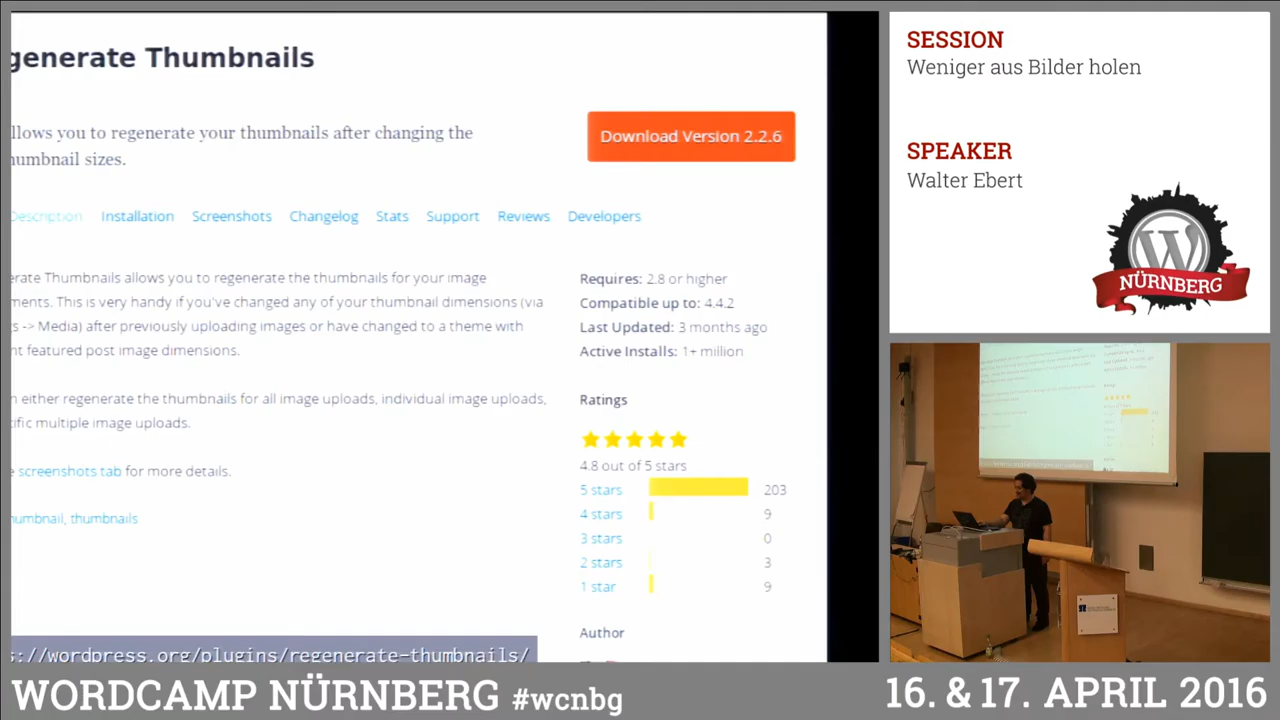 generate Thumbnails
llows you to regenerate your thumbnails after changing the
humbnail sizes.
Download Version 2.2.6
Description Installation Screenshots Changelog Stats Support Reviews Developers
erate Thumbnails allows you to regenerate the thumbnails for your image
ments. This is very handy if you've changed any of your thumbnail dimensions (via
s -> Media) after previously uploading images or have changed to a theme with
nt featured post image dimensions.
n either regenerate the thumbnails for all image uploads, individual image uploads,
ific multiple image uploads.
e screenshots tab for more details.
humbnail, thumbnails
Requires: 2.8 or higher
Compatible up to: 4.4.2
Last Updated: 3 months ago
Active Installs: 1+ million
Ratings
4.8 out of 5 stars
5 stars 203
4 stars 9
3 stars 0
2 stars 3
1 star 9
Author
s://wordpress.org/plugins/regenerate-thumbnails/
SESSION
Weniger aus Bilder holen
SPEAKER
Walter Ebert
W
NÜRNBERG
WORDCAMP NÜRNBERG #wcnbg
16. & 17. APRIL 2016